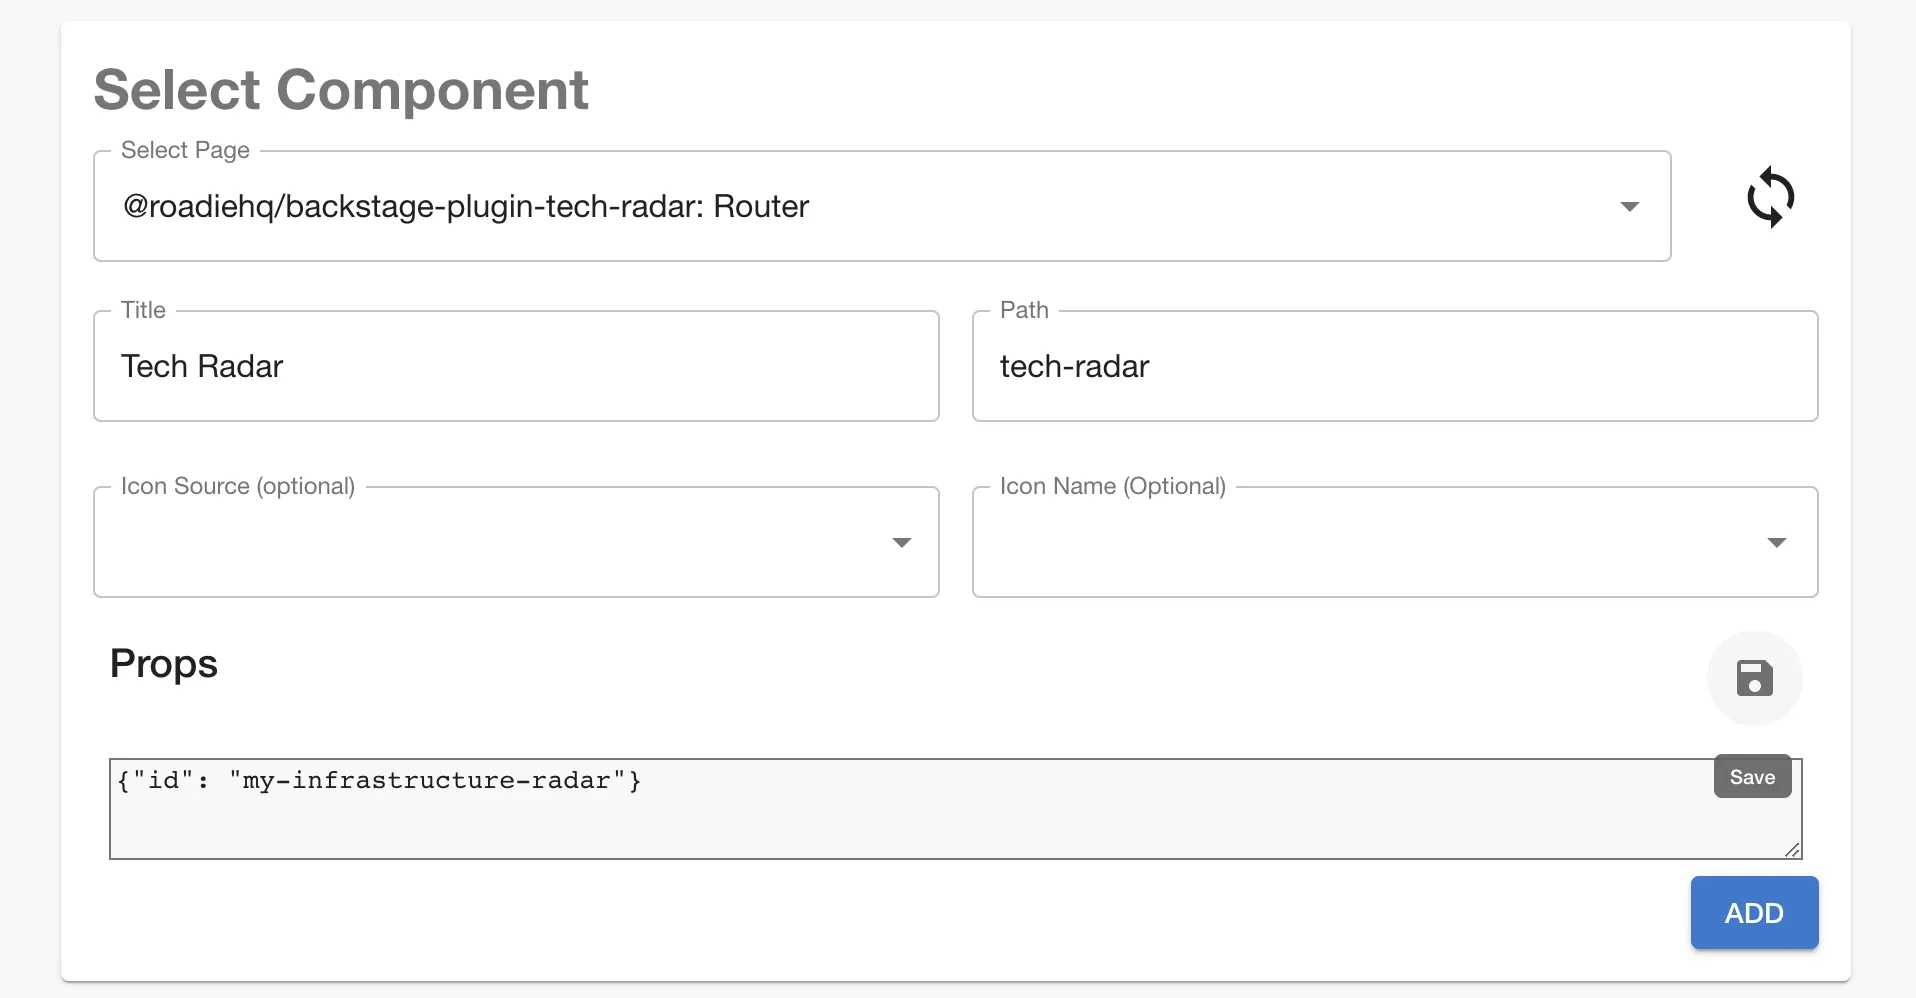 Select Component
Select Page
@roadiehq/backstage-plugin-tech-radar: Router
Title
Tech Radar
Path
tech-radar
Icon Source (optional)
Icon Name (Optional)
Props
{"id": "my-infrastructure-radar"}
Save
ADD